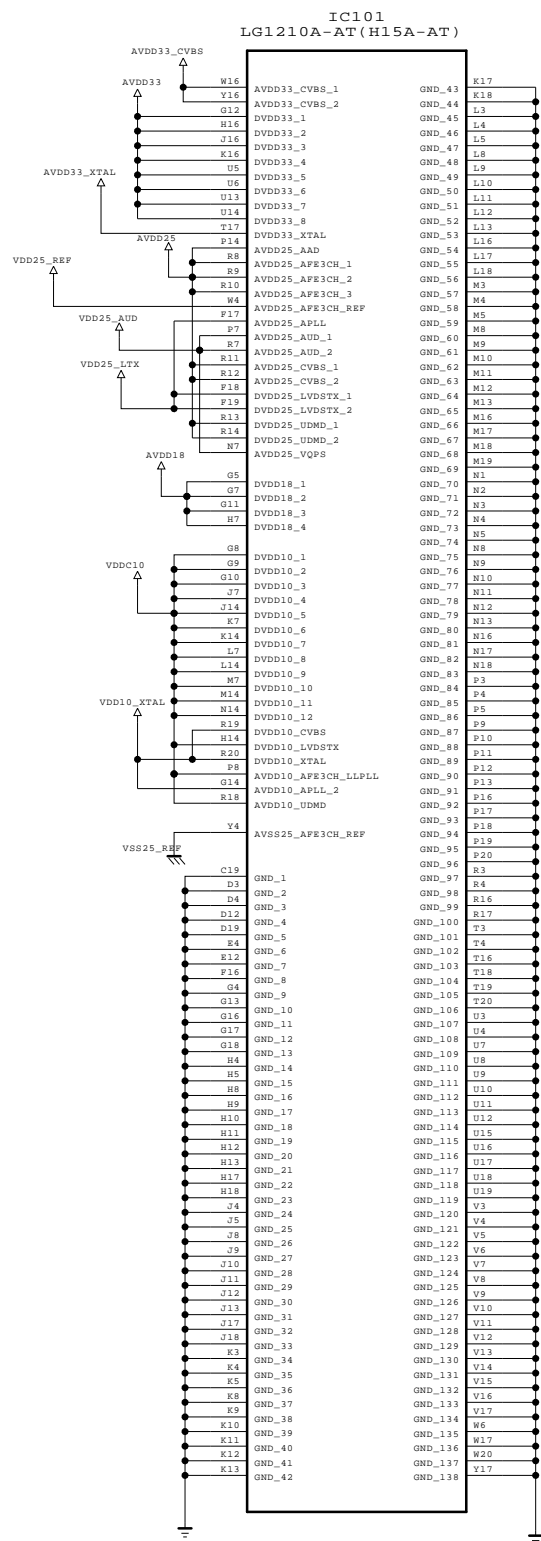 IC101
LG1210A-AT(H15A-AT)
AVDD33_CVBS
AVDD33
AVDD33_XTAL
AVDD25
VDD25_REF
VDD25_AUD
VDD25_LTX
AVDD18
VDDC10
VDD10_XTAL
VSS25_REF
W16 AVDD33_CVBS_1
Y16 AVDD33_CVBS_2
G12 DVDD33_1
H16 DVDD33_2
J16 DVDD33_3
K16 DVDD33_4
U5 DVDD33_5
U6 DVDD33_6
U13 DVDD33_7
U14 DVDD33_8
T17 DVDD33_XTAL
P14 AVDD25_AAD
R8 AVDD25_AFE3CH_1
R9 AVDD25_AFE3CH_2
R10 AVDD25_AFE3CH_3
W4 AVDD25_AFE3CH_REF
F17 AVDD25_APLL
P7 AVDD25_AUD_1
R7 AVDD25_AUD_2
R11 AVDD25_CVBS_1
R12 AVDD25_CVBS_2
F18 DVDD25_LVDSTX_1
F19 DVDD25_LVDSTX_2
R13 DVDD25_UDMD_1
R14 DVDD25_UDMD_2
N7 AVDD25_VQPS
G5 DVDD18_1
G7 DVDD18_2
G11 DVDD18_3
H7 DVDD18_4
G8 DVDD10_1
G9 DVDD10_2
G10 DVDD10_3
J7 DVDD10_4
J14 DVDD10_5
K7 DVDD10_6
K14 DVDD10_7
L7 DVDD10_8
L14 DVDD10_9
M7 DVDD10_10
M14 DVDD10_11
N14 DVDD10_12
R19 DVDD10_CVBS
H14 DVDD10_LVDSTX
R20 DVDD10_XTAL
P8 AVDD10_AFE3CH_LLPLL
G14 AVDD10_APLL_2
R18 AVDD10_UDMD
Y4 AVSS25_AFE3CH_REF
C19 GND_1
D3 GND_2
D4 GND_3
D12 GND_4
D19 GND_5
E4 GND_6
E12 GND_7
F16 GND_8
G4 GND_9
G13 GND_10
G16 GND_11
G17 GND_12
G18 GND_13
H4 GND_14
H5 GND_15
H8 GND_16
H9 GND_17
H10 GND_18
H11 GND_19
H12 GND_20
H13 GND_21
H17 GND_22
H18 GND_23
J4 GND_24
J5 GND_25
J8 GND_26
J9 GND_27
J10 GND_28
J11 GND_29
J12 GND_30
J13 GND_31
J17 GND_32
J18 GND_33
K3 GND_34
K4 GND_35
K5 GND_36
K8 GND_37
K9 GND_38
K10 GND_39
K11 GND_40
K12 GND_41
K13 GND_42
GND_43 K17
GND_44 K18
GND_45 L3
GND_46 L4
GND_47 L5
GND_48 L8
GND_49 L9
GND_50 L10
GND_51 L11
GND_52 L12
GND_53 L13
GND_54 L16
GND_55 L17
GND_56 L18
GND_57 M3
GND_58 M4
GND_59 M5
GND_60 M8
GND_61 M9
GND_62 M10
GND_63 M11
GND_64 M12
GND_65 M13
GND_66 M16
GND_67 M17
GND_68 M18
GND_69 M19
GND_70 N1
GND_71 N2
GND_72 N3
GND_73 N4
GND_74 N5
GND_75 N8
GND_76 N9
GND_77 N10
GND_78 N11
GND_79 N12
GND_80 N13
GND_81 N16
GND_82 N17
GND_83 N18
GND_84 P3
GND_85 P4
GND_86 P5
GND_87 P9
GND_88 P10
GND_89 P11
GND_90 P12
GND_91 P13
GND_92 P16
GND_93 P17
GND_94 P18
GND_95 P19
GND_96 P20
GND_97 R3
GND_98 R4
GND_99 R16
GND_100 R17
GND_101 T3
GND_102 T4
GND_103 T16
GND_104 T18
GND_105 T19
GND_106 T20
GND_107 U3
GND_108 U4
GND_109 U7
GND_110 U8
GND_111 U9
GND_112 U10
GND_113 U11
GND_114 U12
GND_115 U15
GND_116 U16
GND_117 U17
GND_118 U18
GND_119 U19
GND_120 V3
GND_121 V4
GND_122 V5
GND_123 V6
GND_124 V7
GND_125 V8
GND_126 V9
GND_127 V10
GND_128 V11
GND_129 V12
GND_130 V13
GND_131 V14
GND_132 V15
GND_133 V16
GND_134 V17
GND_135 W6
GND_136 W17
GND_137 W20
GND_138 Y17